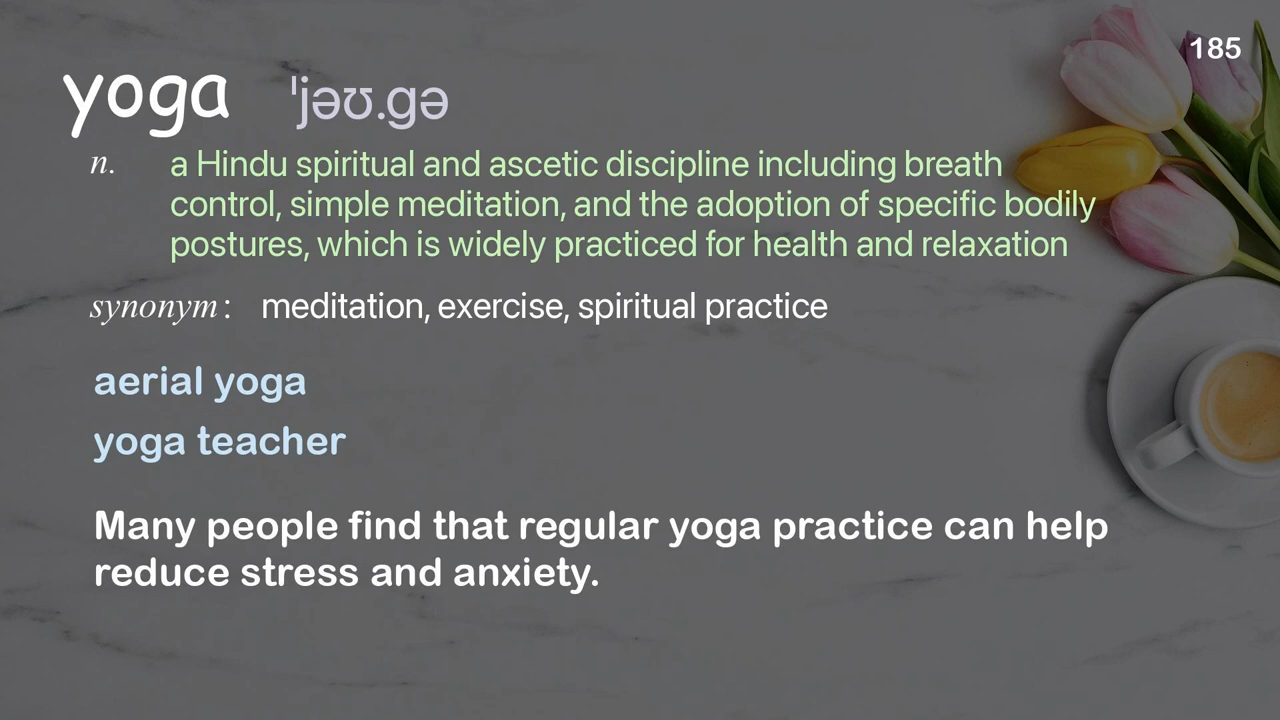 185
yoga ˈjəʊ.gə
n. a Hindu spiritual and ascetic discipline including breath
control, simple meditation, and the adoption of specific bodily
postures, which is widely practiced for health and relaxation
synonym : meditation, exercise, spiritual practice
aerial yoga
yoga teacher
Many people find that regular yoga practice can help
reduce stress and anxiety.